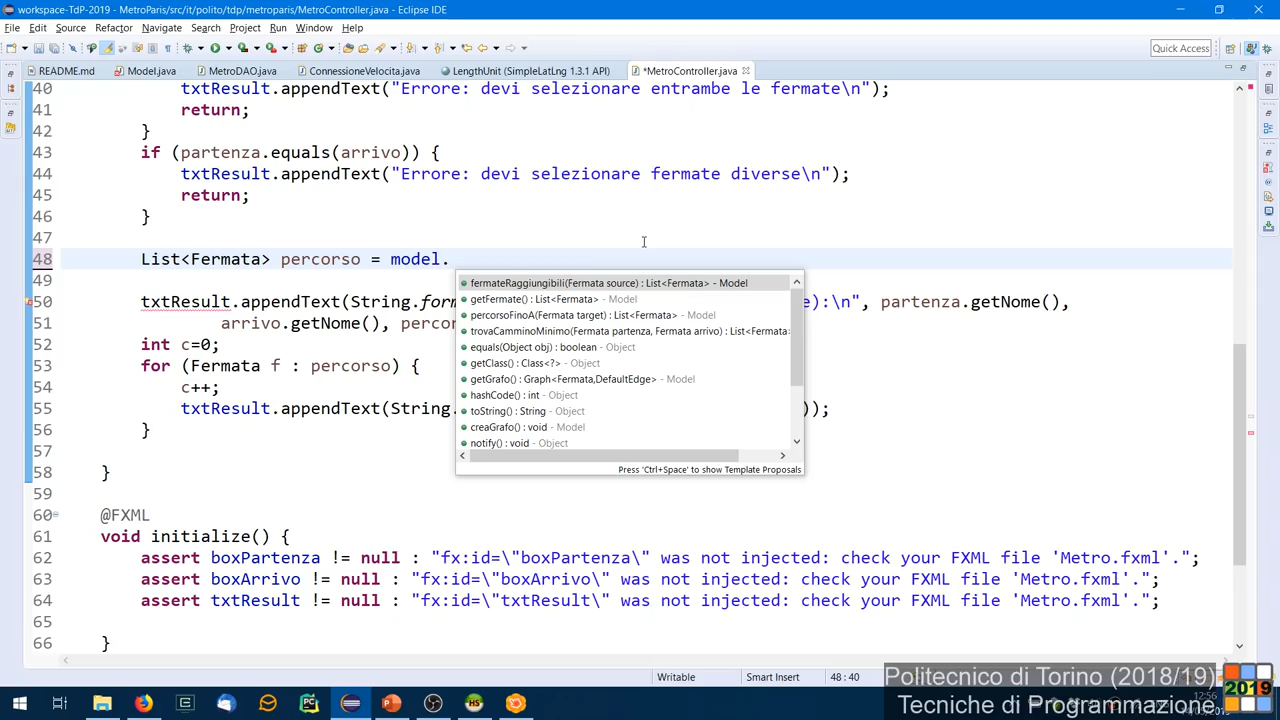 workspace-TdP-2019 - MetroParis/src/it/polito/tdp/metroparis/MetroController.java - Eclipse IDE
File Edit Source Refactor Navigate Search Project Run Window Help
Quick Access
README.md Model.java MetroDAO.java ConnessioneVelocita.java LengthUnit (SimpleLatLng 1.3.1 API) *MetroController.java
40 txtResult.appendText("Errore: devi selezionare entrambe le fermate\n");
41 return;
42 }
43 if (partenza.equals(arrivo)) {
44 txtResult.appendText("Errore: devi selezionare fermate diverse\n");
45 return;
46 }
47
48 List<Fermata> percorso = model.
49
50 txtResult.appendText(String.form e):\n", partenza.getNome(),
51 arrivo.getNome(), percor
52 int c=0;
53 for (Fermata f : percorso) {
54 c++;
55 txtResult.appendText(String. ));
56 }
57
58 }
59
60 @FXML
61 void initialize() {
62 assert boxPartenza != null : "fx:id=\"boxPartenza\" was not injected: check your FXML file 'Metro.fxml'.";
63 assert boxArrivo != null : "fx:id=\"boxArrivo\" was not injected: check your FXML file 'Metro.fxml'.";
64 assert txtResult != null : "fx:id=\"txtResult\" was not injected: check your FXML file 'Metro.fxml'.";
65
66 }
fermateRaggiungibili(Fermata source) : List<Fermata> - Model
getFermate() : List<Fermata> - Model
percorsoFinoA(Fermata target) : List<Fermata> - Model
trovaCamminoMinimo(Fermata partenza, Fermata arrivo) : List<Fermata>
equals(Object obj) : boolean - Object
getClass() : Class<?> - Object
getGrafo() : Graph<Fermata,DefaultEdge> - Model
hashCode() : int - Object
toString() : String - Object
creaGrafo() : void - Model
notify() : void - Object
Press 'Ctrl+Space' to show Template Proposals
Writable Smart Insert 48 : 40
Politecnico di Torino (2018/19)
Tecniche di Programmazione
2019
12:56